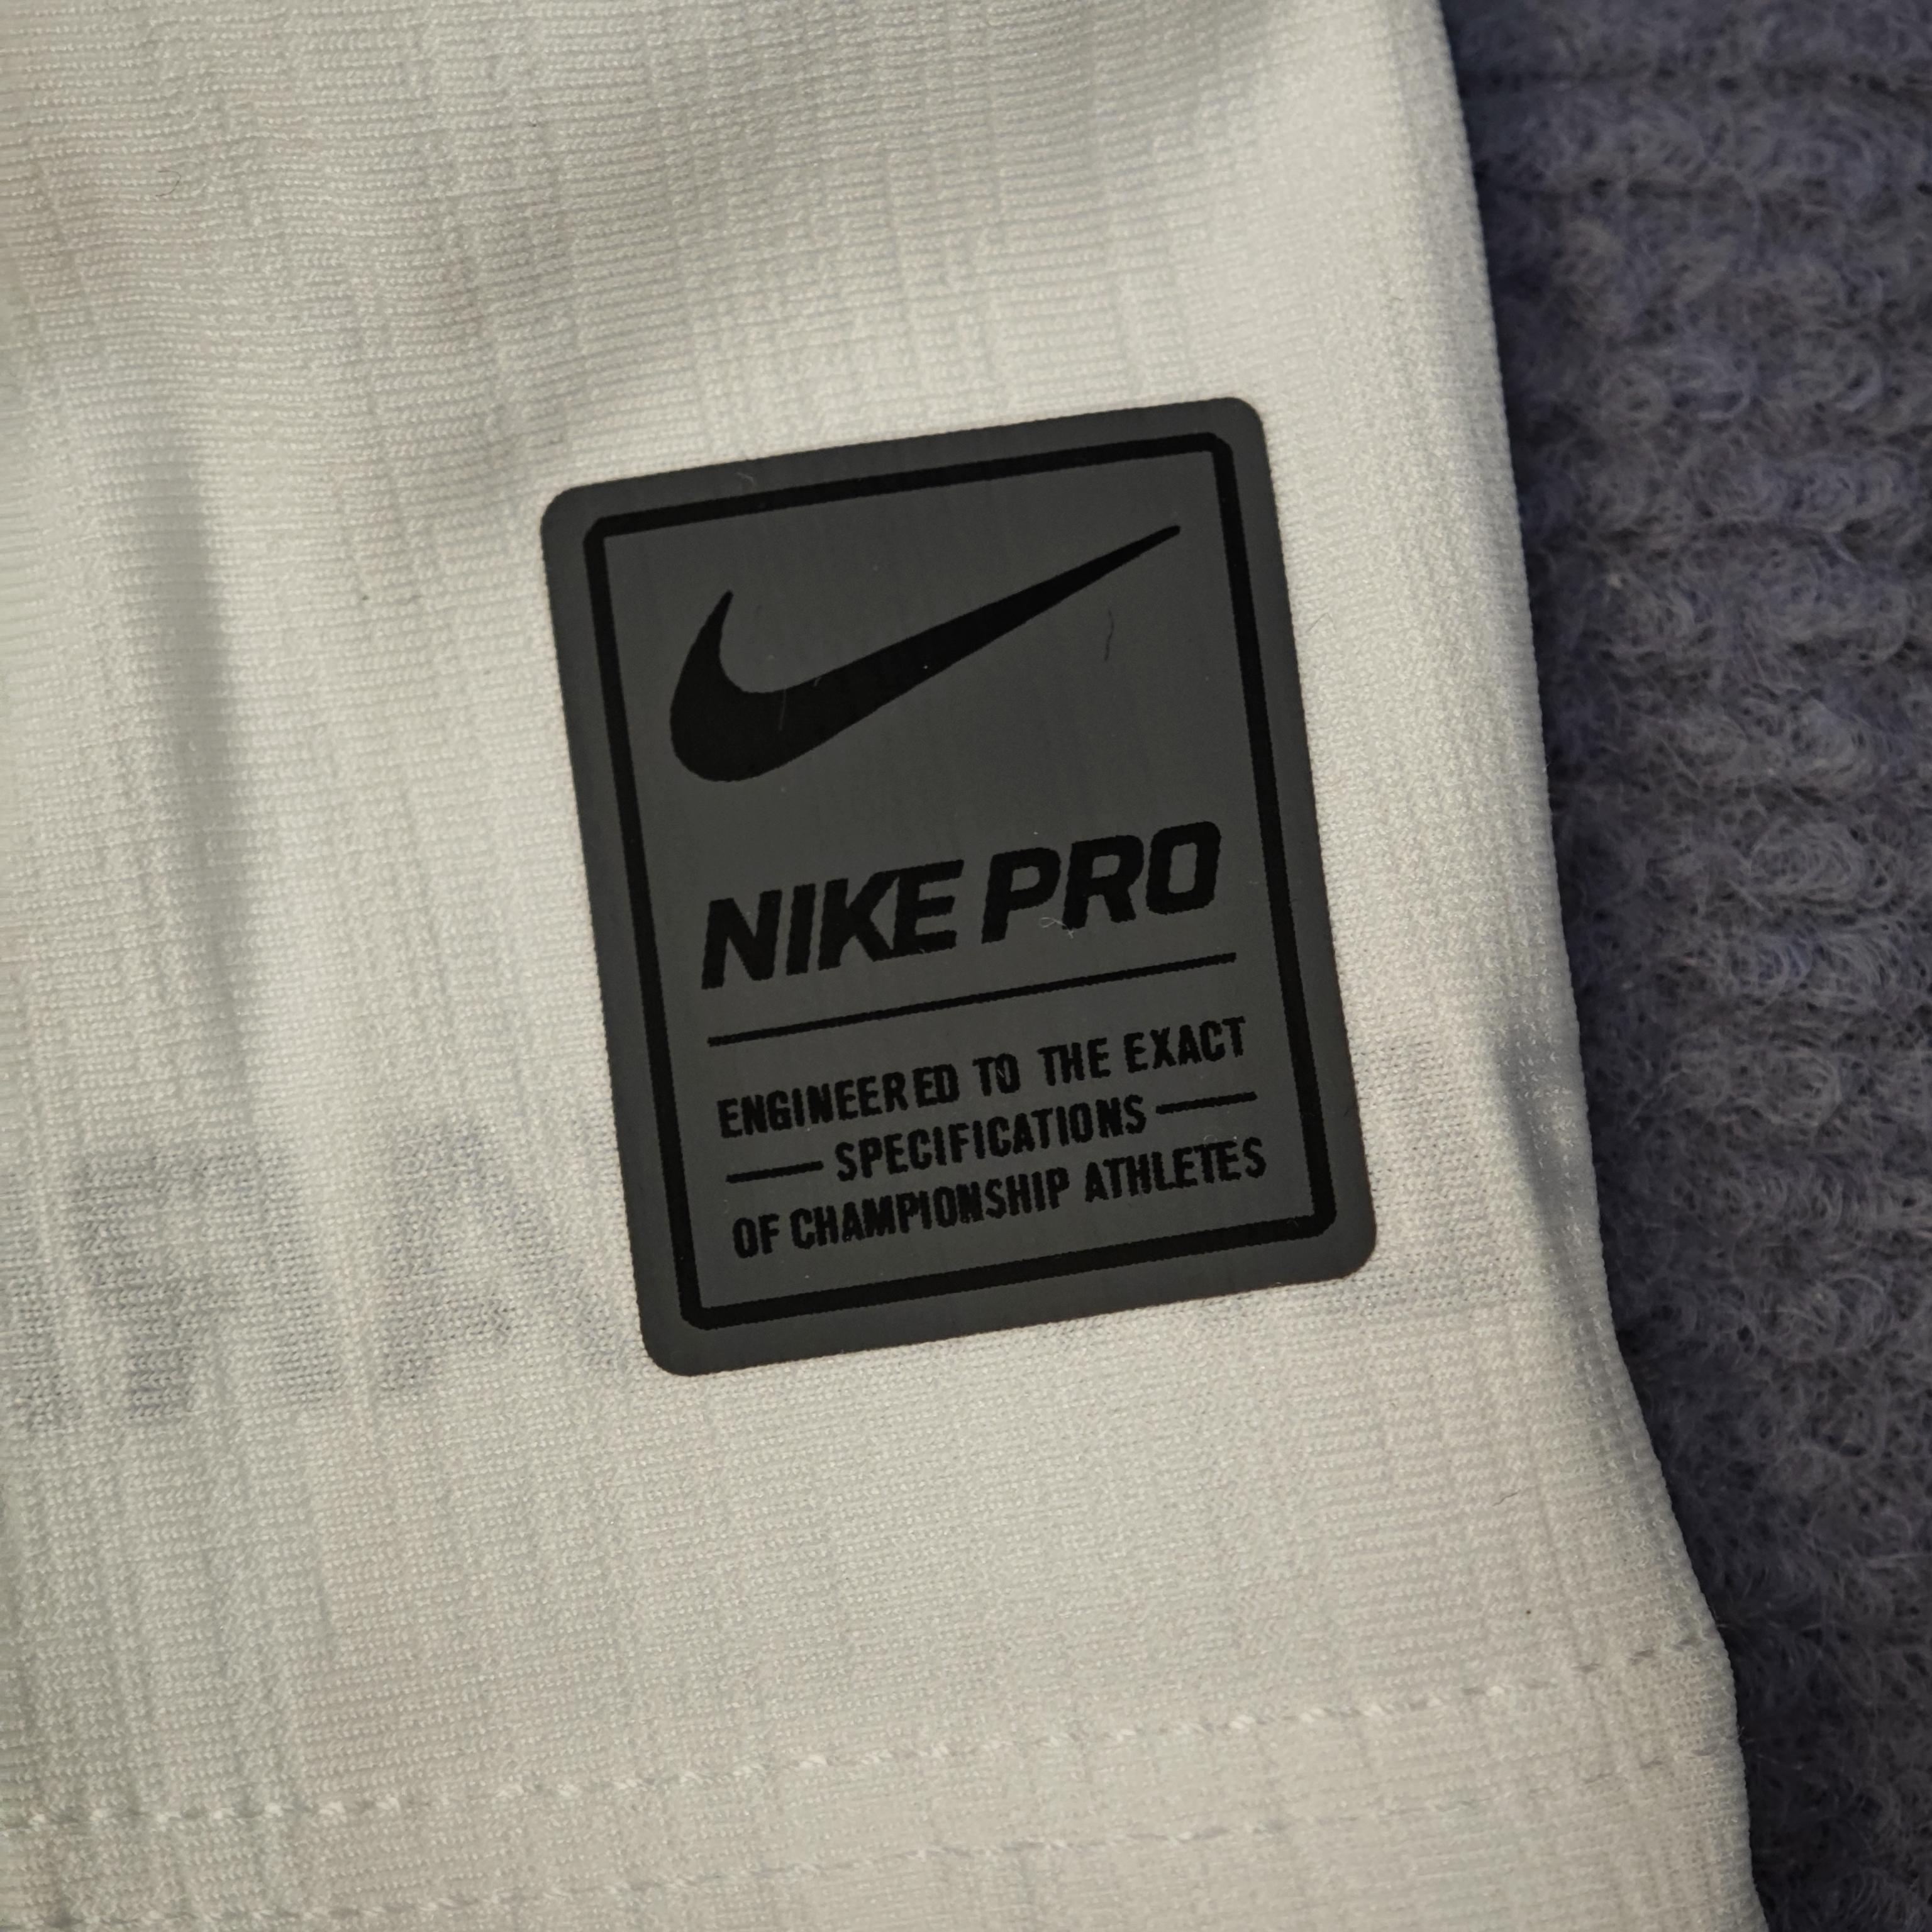 NIKE PRO
ENGINEERED TO THE EXACT
SPECIFICATIONS
OF CHAMPIONSHIP ATHLETES